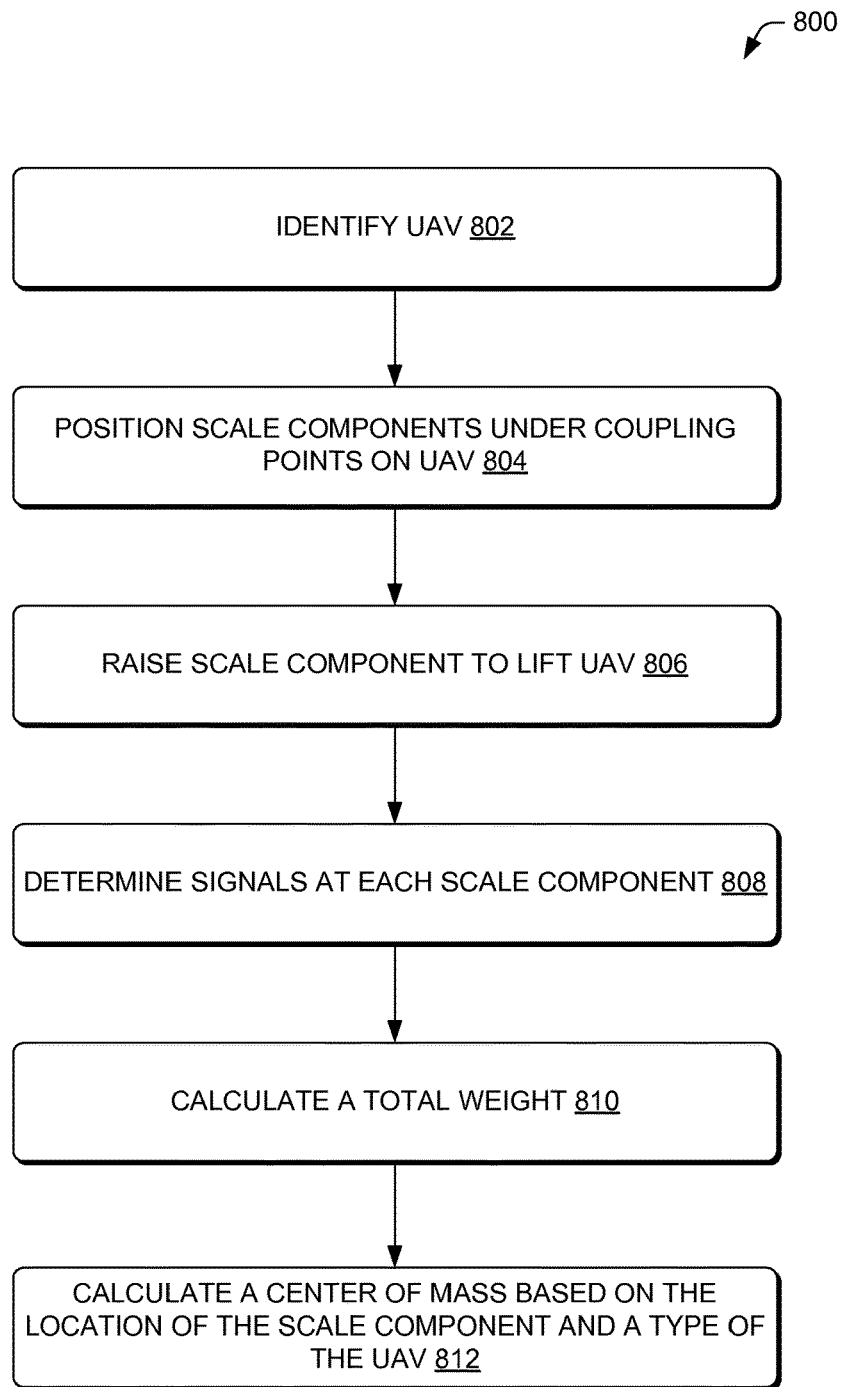 800
IDENTIFY UAV 802
POSITION SCALE COMPONENTS UNDER COUPLING
POINTS ON UAV 804
RAISE SCALE COMPONENT TO LIFT UAV 806
DETERMINE SIGNALS AT EACH SCALE COMPONENT 808
CALCULATE A TOTAL WEIGHT 810
CALCULATE A CENTER OF MASS BASED ON THE
LOCATION OF THE SCALE COMPONENT AND A TYPE OF
THE UAV 812